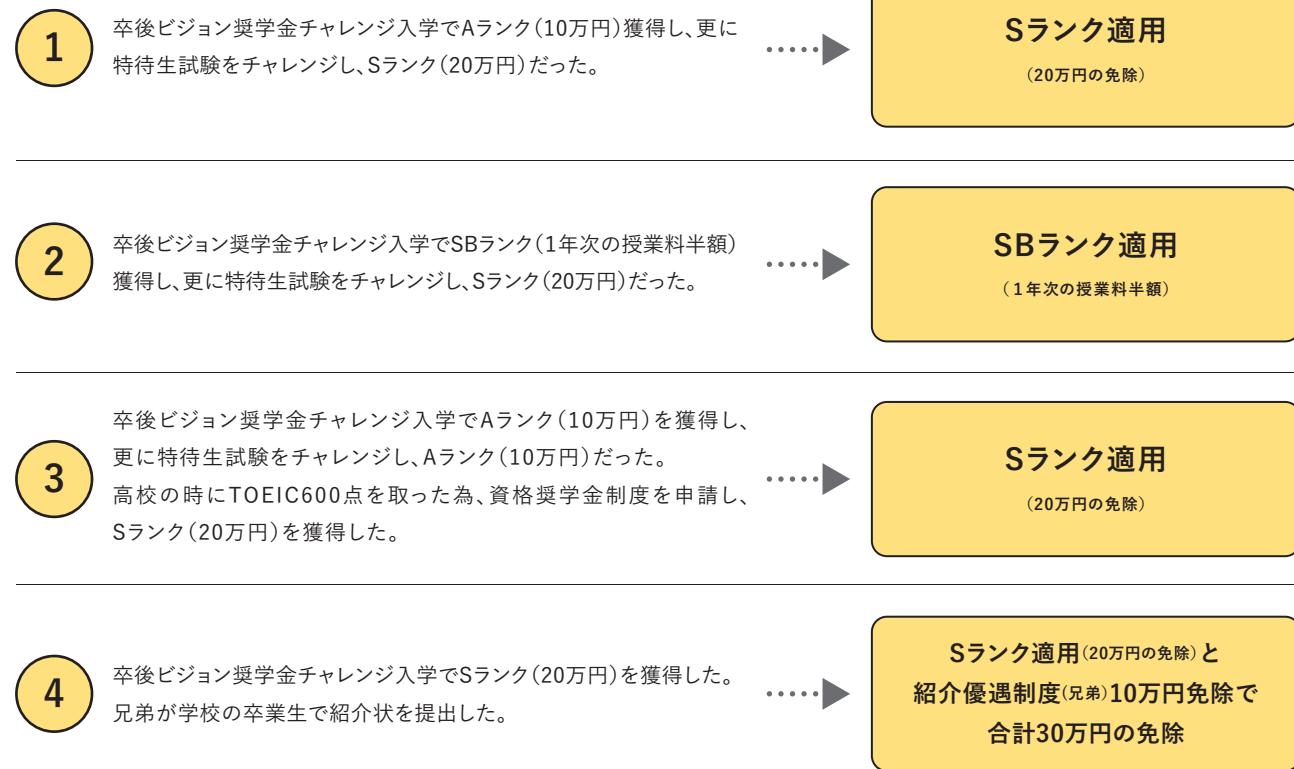 1
卒後ビジョン奨学金チャレンジ入学でAランク(10万円)獲得し、更に
特待生試験をチャレンジし、Sランク(20万円)だった。
Sランク適用
(20万円の免除)
2
卒後ビジョン奨学金チャレンジ入学でSBランク(1年次の授業料半額)
獲得し、更に特待生試験をチャレンジし、Sランク(20万円)だった。
SBランク適用
(1年次の授業料半額)
3
卒後ビジョン奨学金チャレンジ入学でAランク(10万円)を獲得し、
更に特待生試験をチャレンジし、Aランク(10万円)だった。
高校の時にTOEIC600点を取った為、資格奨学金制度を申請し、
Sランク(20万円)を獲得した。
Sランク適用
(20万円の免除)
4
卒後ビジョン奨学金チャレンジ入学でSランク(20万円)を獲得した。
兄弟が学校の卒業生で紹介状を提出した。
Sランク適用(20万円の免除)と
紹介優遇制度(兄弟)10万円免除で
合計30万円の免除